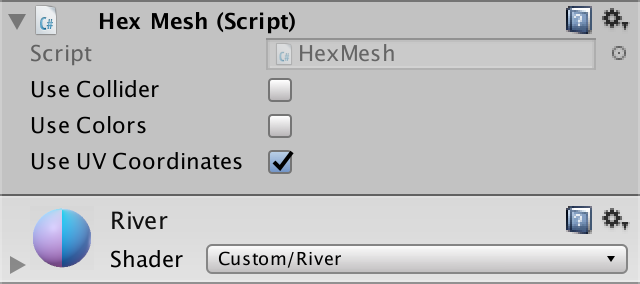 Hex Mesh (Script)
Script HexMesh
Use Collider
Use Colors
Use UV Coordinates
River
Shader Custom/River